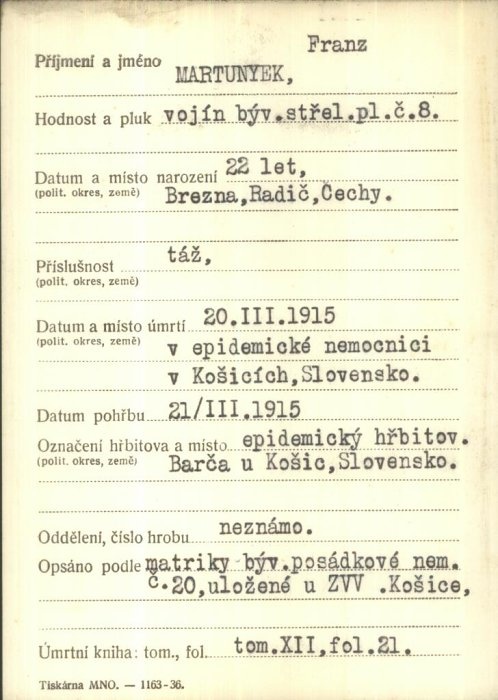 Franz
Příjmení a jméno MARTUNYEK,
Hodnost a pluk vojín býv.střel.pl.č.8.
Datum a místo narození 22 let,
(polit. okres, země) Brezna,Radič,Čechy.
Příslušnost táž,
(polit. okres, země)
Datum a místo úmrtí 20.III.1915
(polit. okres, země) v epidemické nemocnici
v Košicích,Slovensko.
Datum pohřbu 21/III.1915
Označení hřbitova a místo epidemický hřbitov.
(polit. okres, země) Barča u Košic,Slovensko.
Oddělení, číslo hrobu neznámo.
Opsáno podle matriky býv.posádkové nem.
č.20,uložené u ZVV .Košice,
Úmrtní kniha: tom., fol. tom.XII,fol.21.
Tiskárna MNO. — 1163-36.